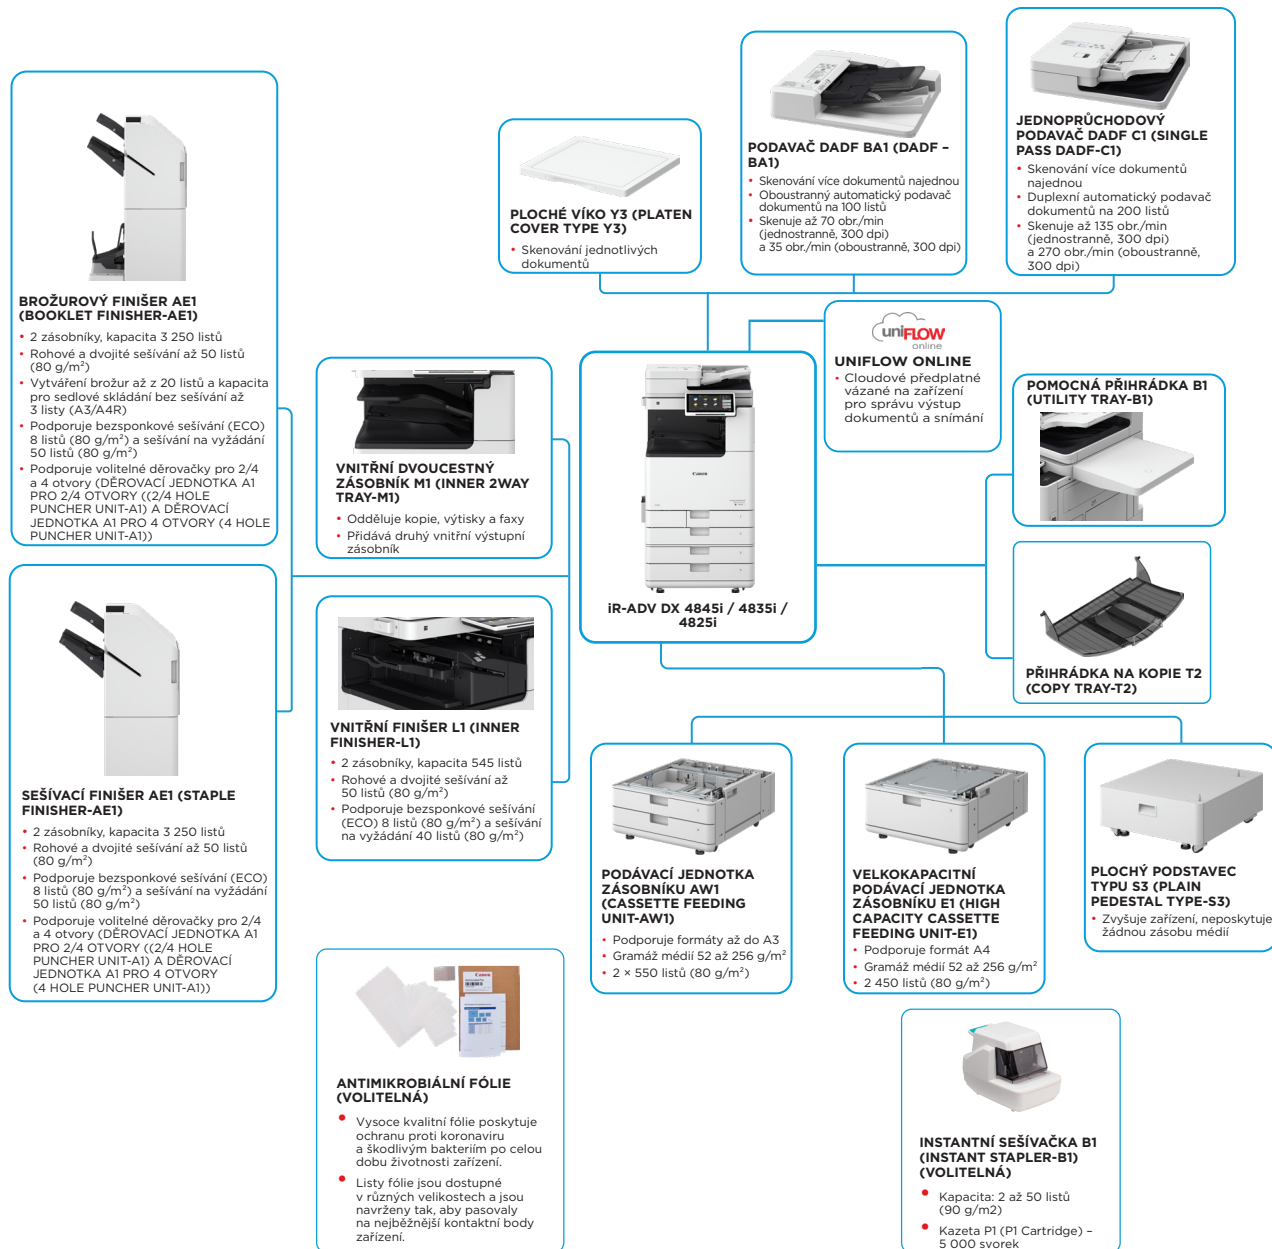 PODAVAČ DADF BA1 (DADF –
BA1)
• Skenování více dokumentů najednou
• Oboustranný automatický podavač
dokumentů na 100 listů
• Skenuje až 70 obr./min
(jednostranně, 300 dpi)
a 35 obr./min (oboustranně, 300 dpi)
JEDNOPRŮCHODOVÝ
PODAVAČ DADF C1 (SINGLE
PASS DADF-C1)
• Skenování více dokumentů
najednou
• Duplexní automatický podavač
dokumentů na 200 listů
• Skenuje až 135 obr./min
(jednostranně, 300 dpi)
a 270 obr./min (oboustranně,
300 dpi)
PLOCHÉ VÍKO Y3 (PLATEN
COVER TYPE Y3)
• Skenování jednotlivých
dokumentů
BROŽUROVÝ FINIŠER AE1
(BOOKLET FINISHER-AE1)
• 2 zásobníky, kapacita 3 250 listů
• Rohové a dvojité sešívání až 50 listů
(80 g/m²)
• Vytváření brožur až z 20 listů a kapacita
pro sedlové skládání bez sešívání až
3 listy (A3/A4R)
• Podporuje bezsponkové sešívání (ECO)
8 listů (80 g/m²) a sešívání na vyžádání
50 listů (80 g/m²)
• Podporuje volitelné děrovačky pro 2/4
a 4 otvory (DĚROVACÍ JEDNOTKA A1
PRO 2/4 OTVORY ((2/4 HOLE
PUNCHER UNIT-A1) A DĚROVACÍ
JEDNOTKA A1 PRO 4 OTVORY (4 HOLE
PUNCHER UNIT-A1))
uniFLOW
online
UNIFLOW ONLINE
• Cloudové předplatné
vázané na zařízení
pro správu výstup
dokumentů a snímání
VNITŘNÍ DVOUCESTNÝ
ZÁSOBNÍK M1 (INNER 2WAY
TRAY-M1)
• Odděluje kopie, výtisky a faxy
• Přidává druhý vnitřní výstupní
zásobník
Canon
iR-ADV DX 4845i / 4835i /
4825i
POMOCNÁ PŘIHRÁDKA B1
(UTILITY TRAY-B1)
PŘIHRÁDKA NA KOPIE T2
(COPY TRAY-T2)
SEŠÍVACÍ FINIŠER AE1 (STAPLE
FINISHER-AE1)
• 2 zásobníky, kapacita 3 250 listů
• Rohové a dvojité sešívání až 50 listů
(80 g/m²)
• Podporuje bezsponkové sešívání (ECO)
8 listů (80 g/m²) a sešívání na vyžádání
50 listů (80 g/m²)
• Podporuje volitelné děrovačky pro 2/4
a 4 otvory (DĚROVACÍ JEDNOTKA A1
PRO 2/4 OTVORY ((2/4 HOLE
PUNCHER UNIT-A1) A DĚROVACÍ
JEDNOTKA A1 PRO 4 OTVORY
(4 HOLE PUNCHER UNIT-A1))
VNITŘNÍ FINIŠER L1 (INNER
FINISHER-L1)
• 2 zásobníky, kapacita 545 listů
• Rohové a dvojité sešívání až
50 listů (80 g/m²)
• Podporuje bezsponkové sešívání
(ECO) 8 listů (80 g/m²) a sešívání
na vyžádání 40 listů (80 g/m²)
PODÁVACÍ JEDNOTKA
ZÁSOBNÍKU AW1
(CASSETTE FEEDING
UNIT-AW1)
• Podporuje formáty až do A3
• Gramáž médií 52 až 256 g/m²
• 2 × 550 listů (80 g/m²)
VELKOKAPACITNÍ
PODÁVACÍ JEDNOTKA
ZÁSOBNÍKU E1 (HIGH
CAPACITY CASSETTE
FEEDING UNIT-E1)
• Podporuje formát A4
• Gramáž médií 52 až 256 g/m²
• 2 450 listů (80 g/m²)
PLOCHÝ PODSTAVEC
TYPU S3 (PLAIN
PEDESTAL TYPE-S3)
• Zvyšuje zařízení, neposkytuje
žádnou zásobu médií
Canon
ANTIMIKROBIÁLNÍ FÓLIE
(VOLITELNÁ)
• Vysoce kvalitní fólie poskytuje
ochranu proti koronaviru
a škodlivým bakteriím po celou
dobu životnosti zařízení.
• Listy fólie jsou dostupné
v různých velikostech a jsou
navrženy tak, aby pasovaly
na nejběžnější kontaktní body
zařízení.
INSTANTNÍ SEŠÍVAČKA B1
(INSTANT STAPLER-B1)
(VOLITELNÁ)
• Kapacita: 2 až 50 listů
(90 g/m2)
• Kazeta P1 (P1 Cartridge) –
5 000 svorek